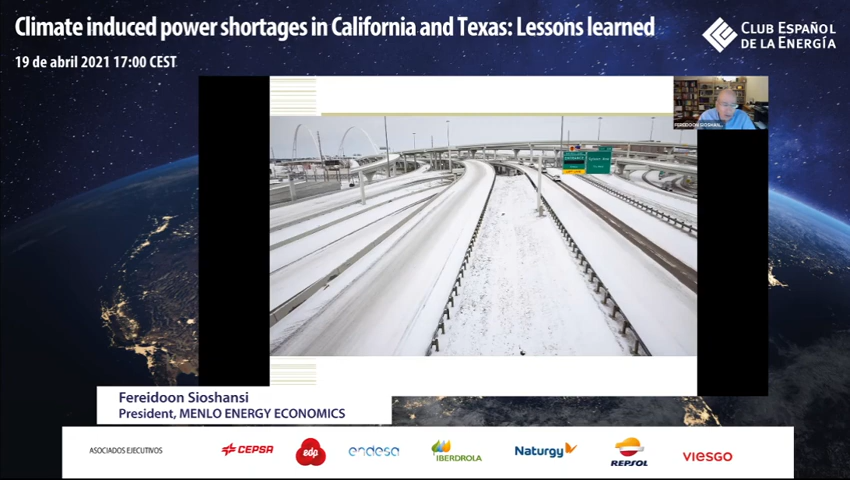 Climate induced power shortages in California and Texas: Lessons learned
19 de abril 2021 17:00 CEST
CLUB ESPAÑOL
DE LA ENERGÍA
Fereidoon Sioshansi
President, MENLO ENERGY ECONOMICS
ASOCIADOS EJECUTIVOS
CEPSA
edp
endesa
IBERDROLA
Naturgy
REPSOL
viesgo